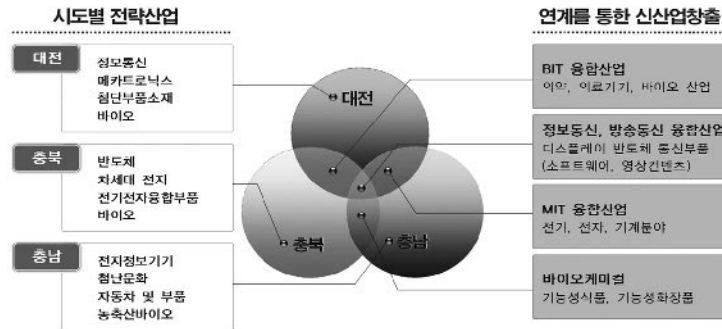 시도별 전략산업
연계를 통한 신산업창출
대전
정보통신
메카트로닉스
첨단부품소재
바이오
충북
반도체
차세대 전지
전기전자융합부품
바이오
충남
전자정보기기
첨단문화
자동차 및 부품
농축산바이오
대전
충북
충남
BIT 융합산업
의약, 의료기기, 바이오 산업
정보통신, 방송통신 융합산업
디스플레이 반도체 통신부품
(소프트웨어, 영상컨텐츠)
MIT 융합산업
전기, 전자, 기계분야
바이오케미컬
기능성식품, 기능성화장품